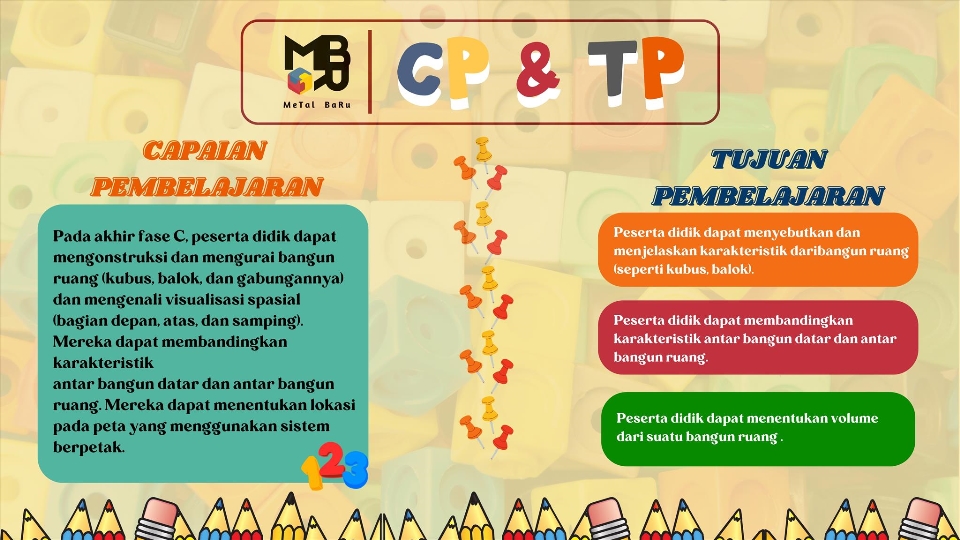 MBR
MeTal BaRu
CP & TP
CAPAIAN
PEMBELAJARAN
Pada akhir fase C, peserta didik dapat
mengonstruksi dan mengurai bangun
ruang (kubus, balok, dan gabungannya)
dan mengenali visualisasi spasial
(bagian depan, atas, dan samping).
Mereka dapat membandingkan
karakteristik
antar bangun datar dan antar bangun
ruang. Mereka dapat menentukan lokasi
pada peta yang menggunakan sistem
berpetak.
123
TUJUAN
PEMBELAJARAN
Peserta didik dapat menyebutkan dan
menjelaskan karakteristik daribangun ruang
(seperti kubus, balok).
Peserta didik dapat membandingkan
karakteristik antar bangun datar dan antar
bangun ruang.
Peserta didik dapat menentukan volume
dari suatu bangun ruang .